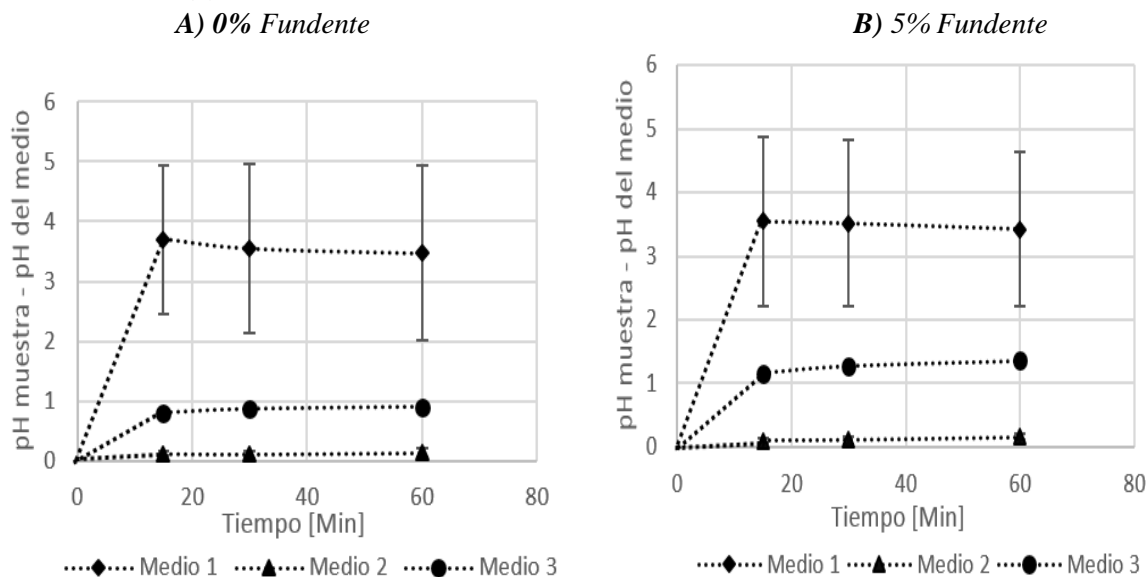 A) 0% Fundente
pH muestra - pH del medio
6
5
4
3
2
1
0
0 20 40 60 80
Tiempo [Min]
Medio 1 Medio 2 Medio 3
B) 5% Fundente
pH muestra - pH del medio
6
5
4
3
2
1
0
0 20 40 60 80
Tiempo [Min]
Medio 1 Medio 2 Medio 3